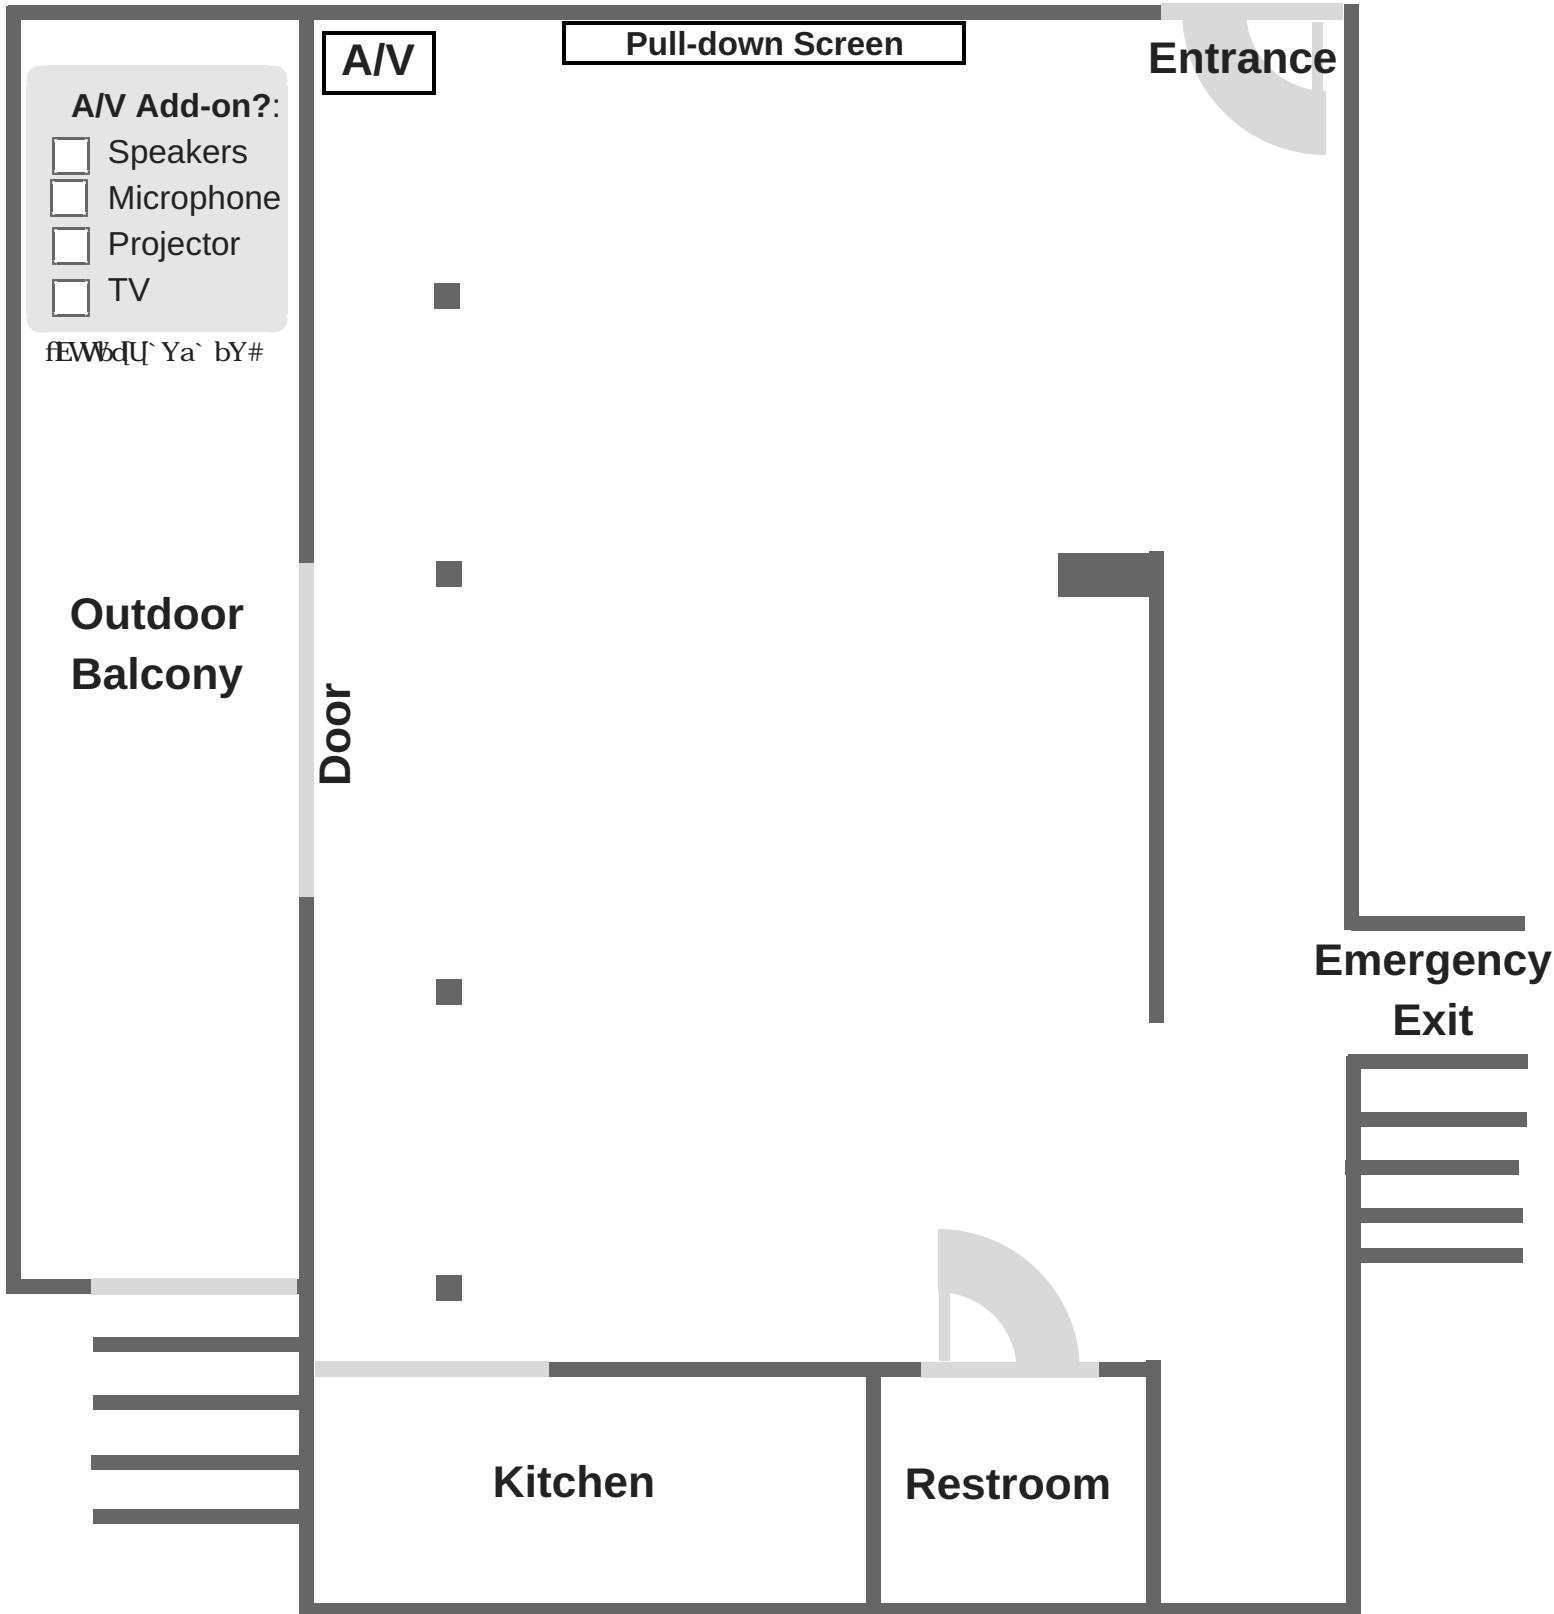 A/V
Pull-down Screen
Entrance
A/V Add-on?:
Speakers
Microphone
Projector
TV
Outdoor
Balcony
Door
Emergency
Exit
Kitchen
Restroom